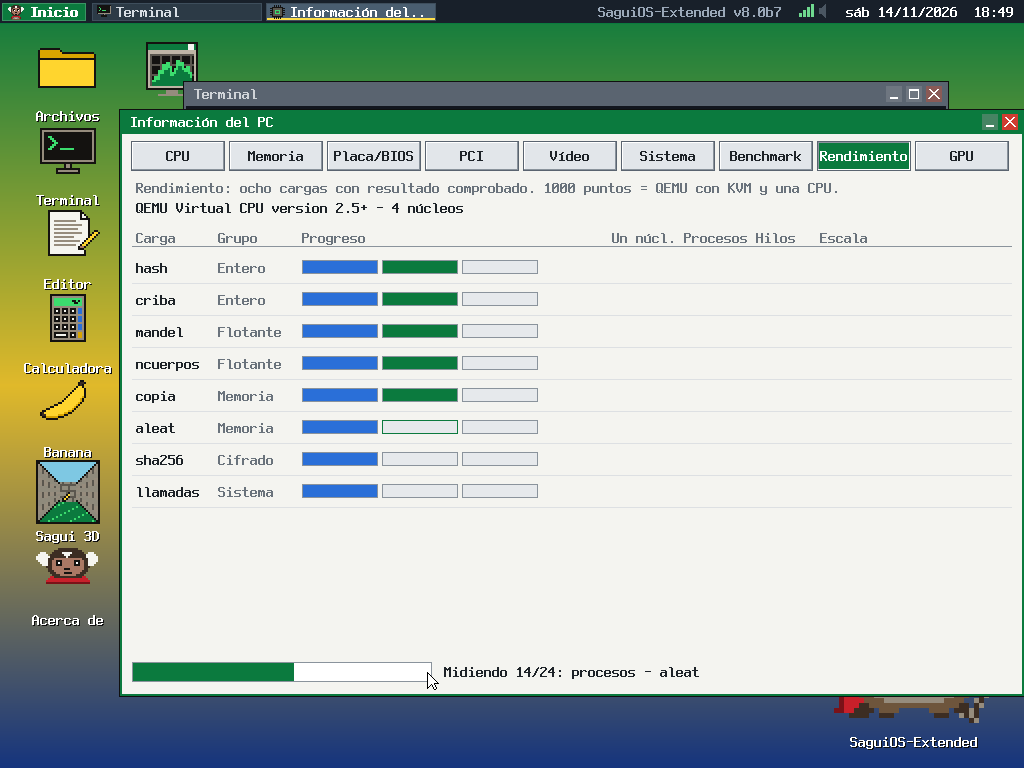 Inicio
Terminal
Información del..
SaguiOS-Extended v8.0b7
sáb 14/11/2026
18:49
Archivos
Terminal
Editor
Calculadora
Banana
Sagui 3D
Acerca de
Terminal
Información del PC
CPU
Memoria
Placa/BIOS
PCI
Vídeo
Sistema
Benchmark
Rendimiento
GPU
Rendimiento: ocho cargas con resultado comprobado. 1000 puntos = QEMU con KVM y una CPU.
QEMU Virtual CPU version 2.5+ - 4 núcleos
Carga Grupo Progreso Un núcl. Procesos Hilos Escala
hash Entero
criba Entero
mandel Flotante
ncuerpos Flotante
copia Memoria
aleat Memoria
sha256 Cifrado
llamadas Sistema
Midiendo 14/24: procesos - aleat
SaguiOS-Extended